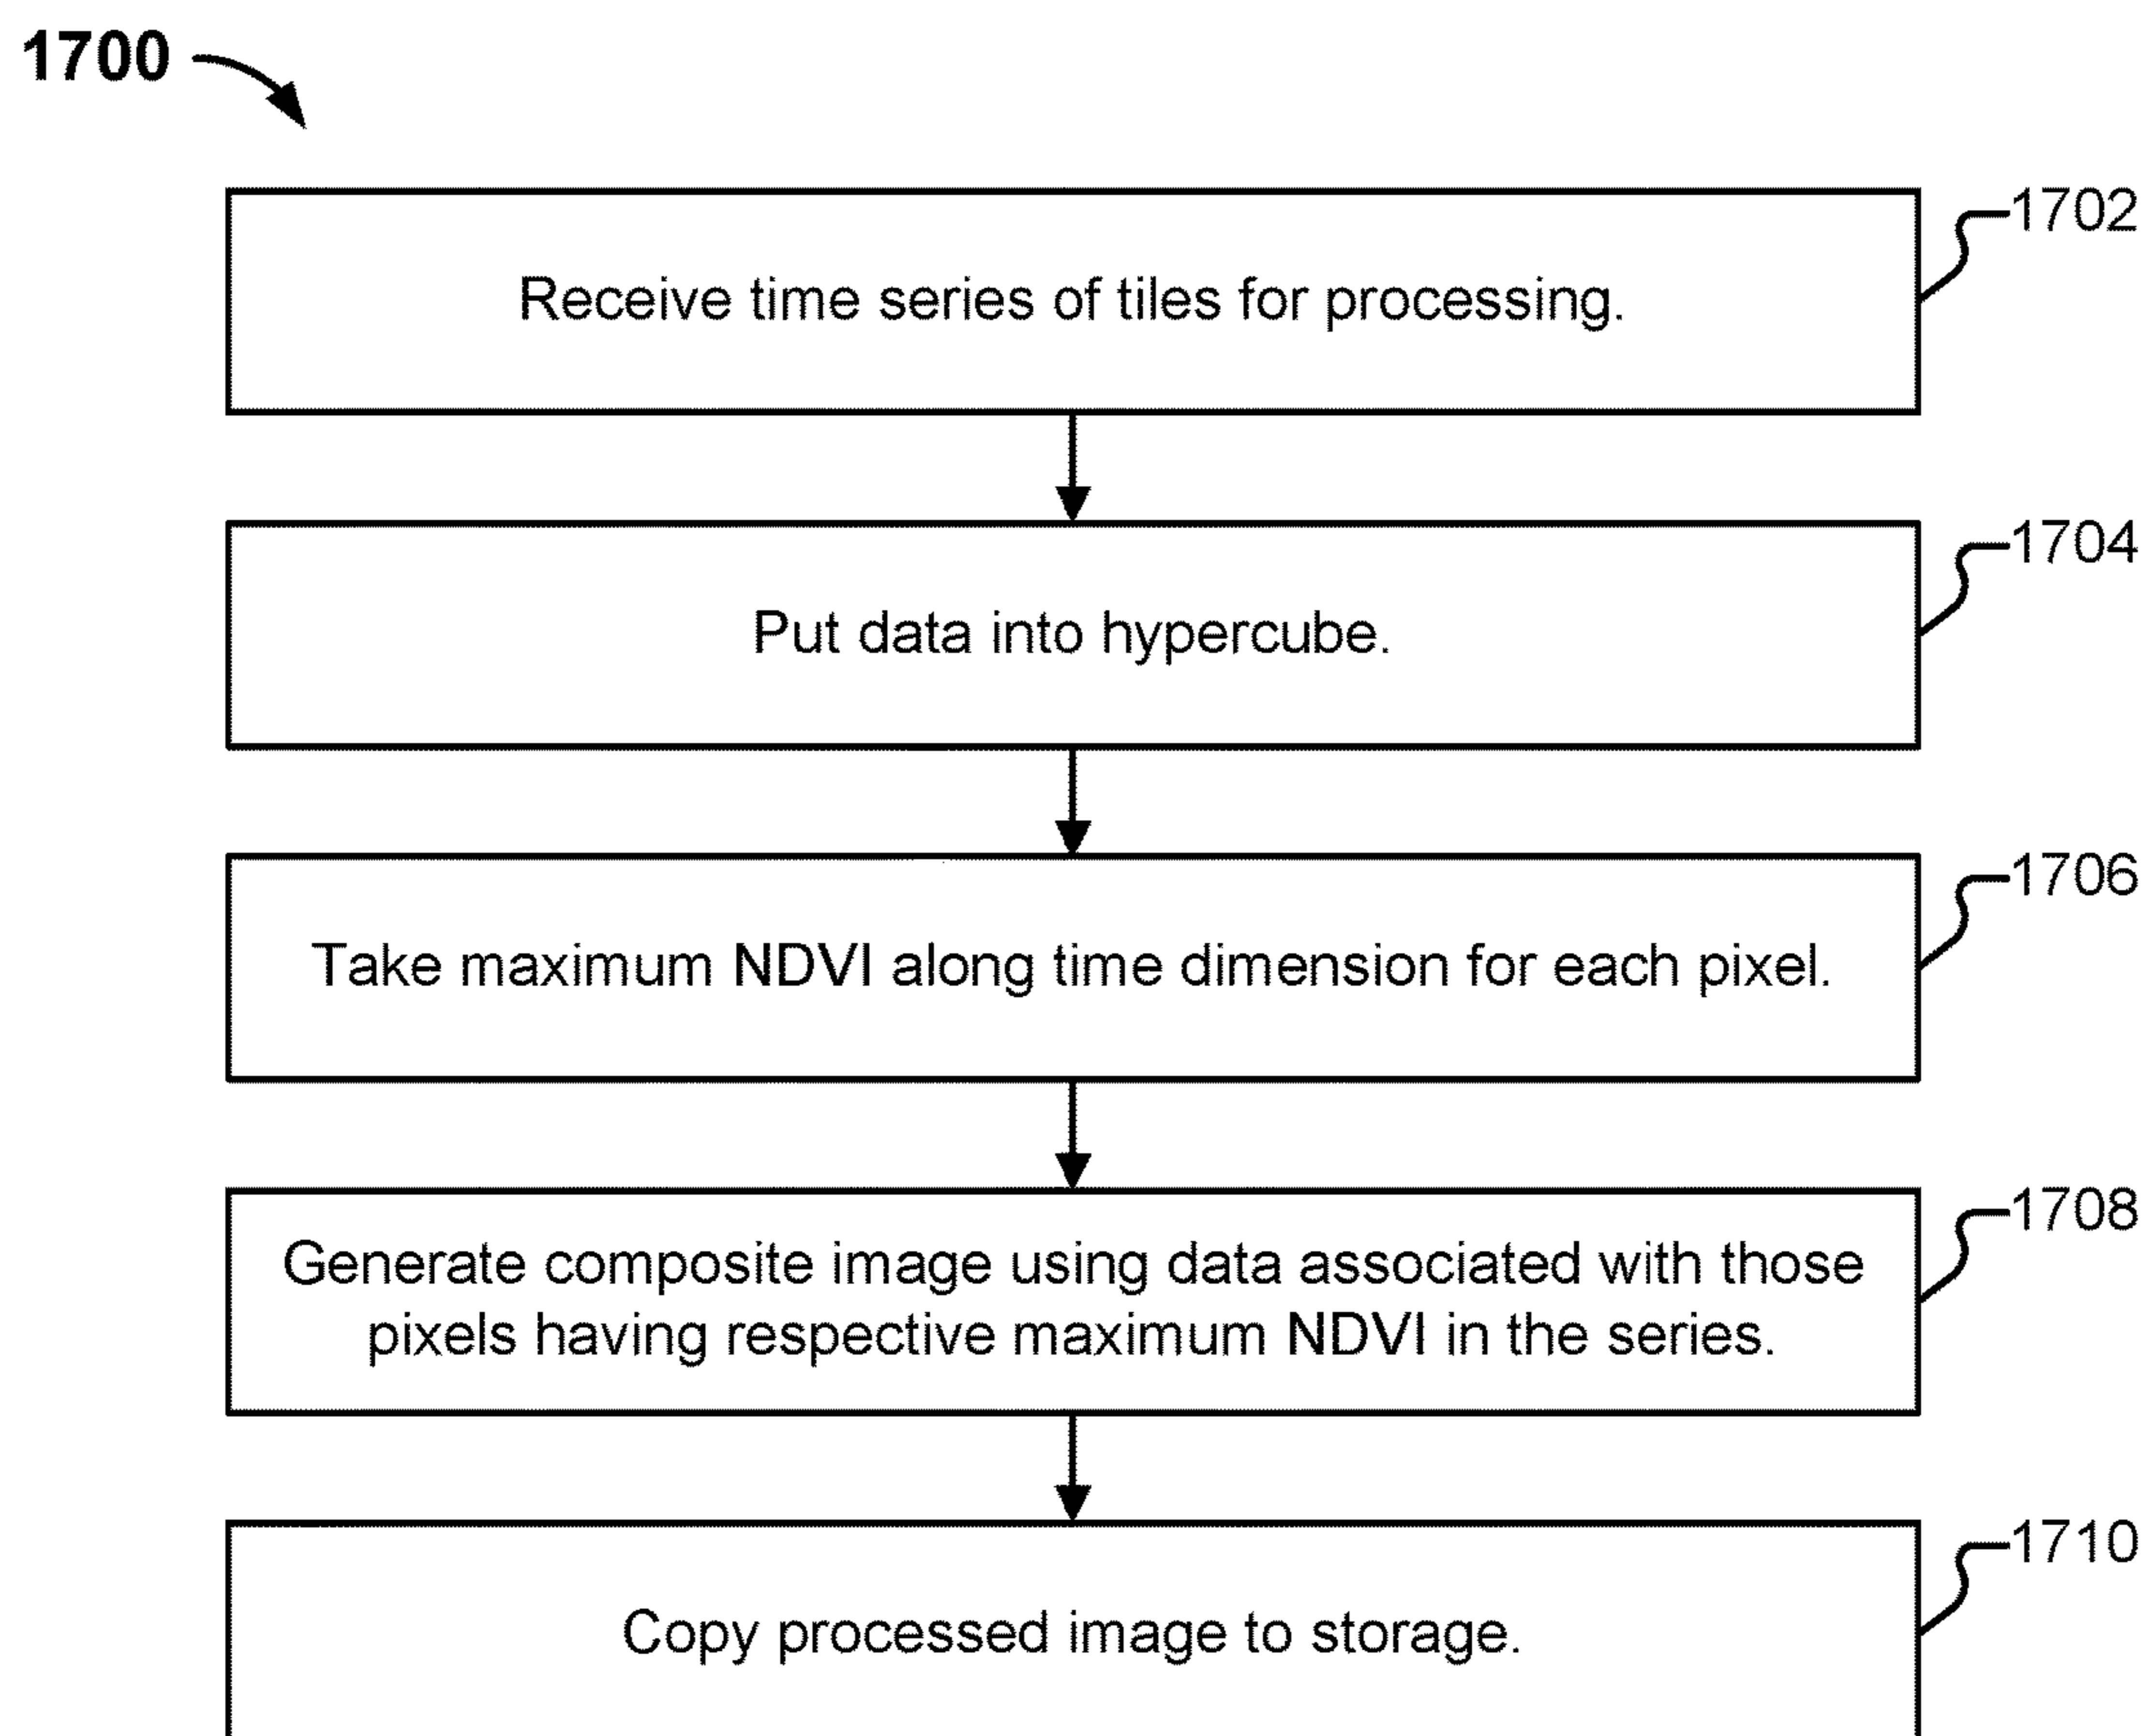 1700
1702
Receive time series of tiles for processing.
1704
Put data into hypercube.
1706
Take maximum NDVI along time dimension for each pixel.
1708
Generate composite image using data associated with those
pixels having respective maximum NDVI in the series.
1710
Copy processed image to storage.